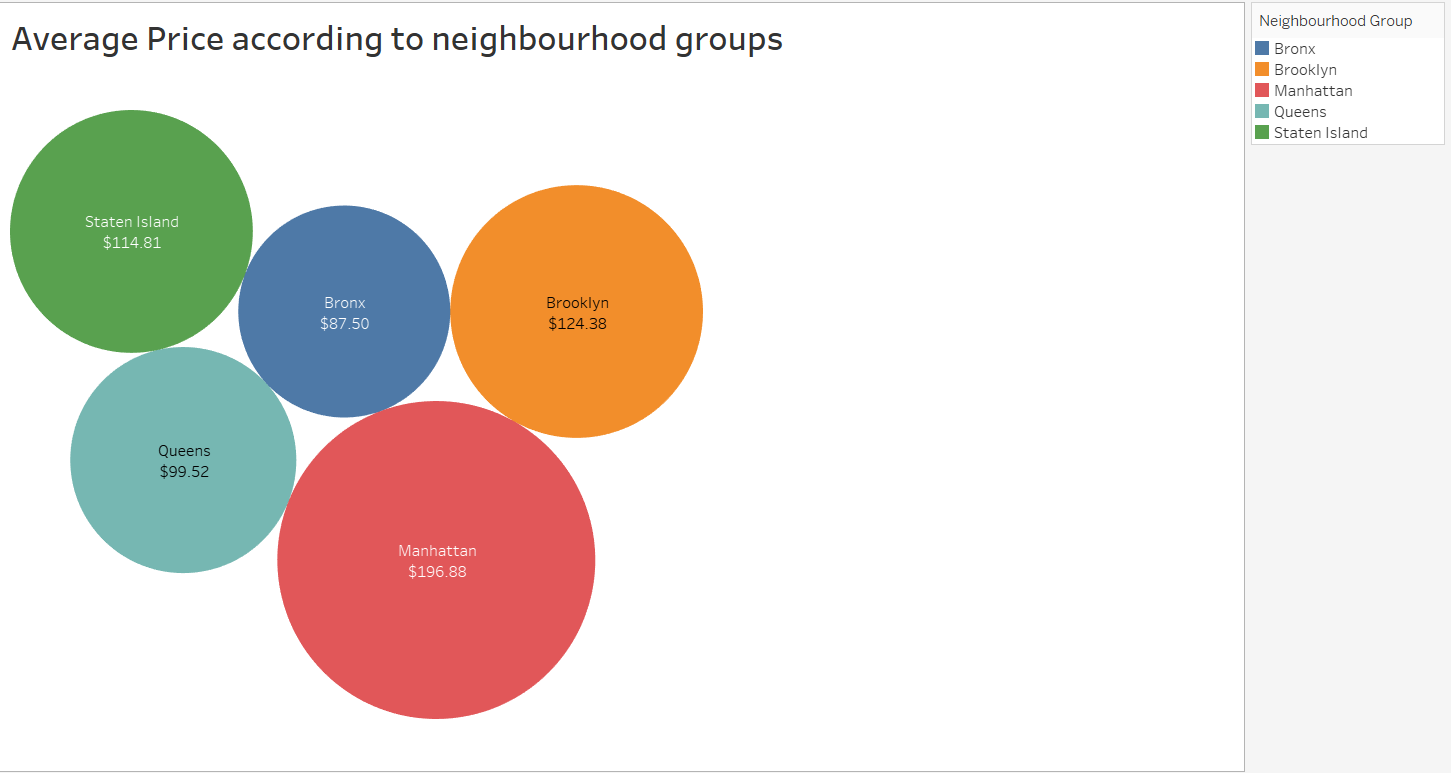 Average Price according to neighbourhood groups
Staten Island
$114.81
Bronx
$87.50
Brooklyn
$124.38
Queens
$99.52
Manhattan
$196.88
Neighbourhood Group
Bronx
Brooklyn
Manhattan
Queens
Staten Island